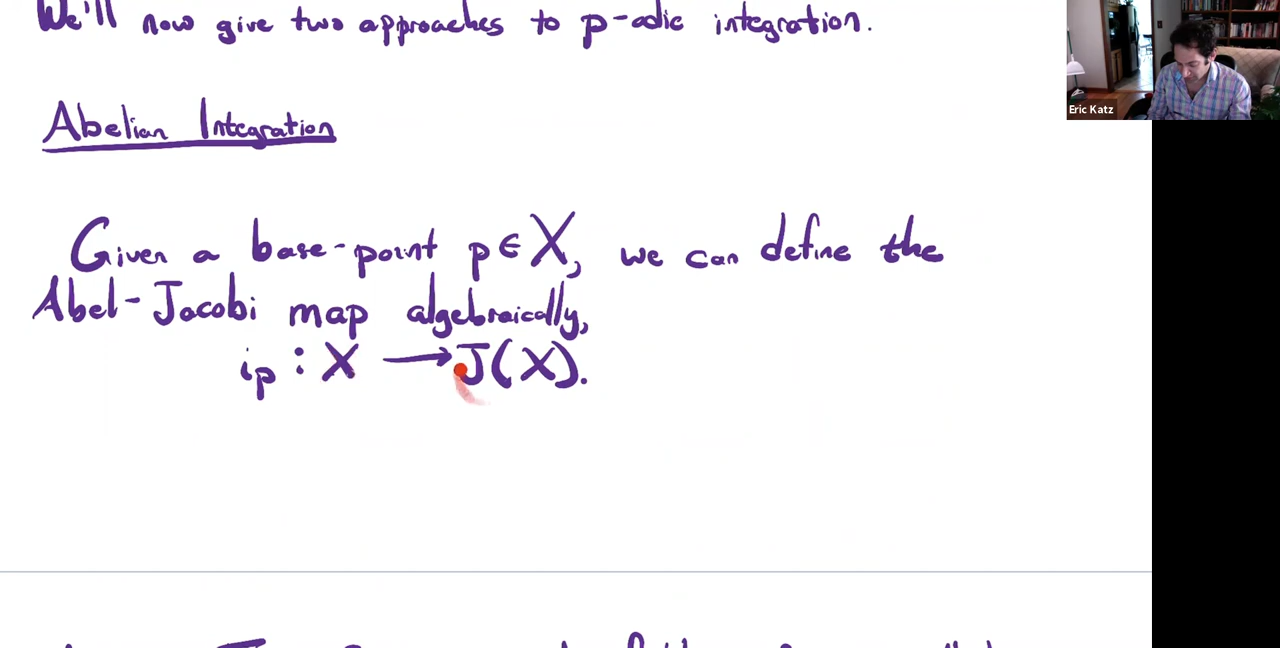 We'll now give two approaches to p-adic integration.
Eric Katz
Abelian Integration
Given a base-point p ∈ X, we can define the
Abel-Jacobi map algebraically,
ip : X → J(X).